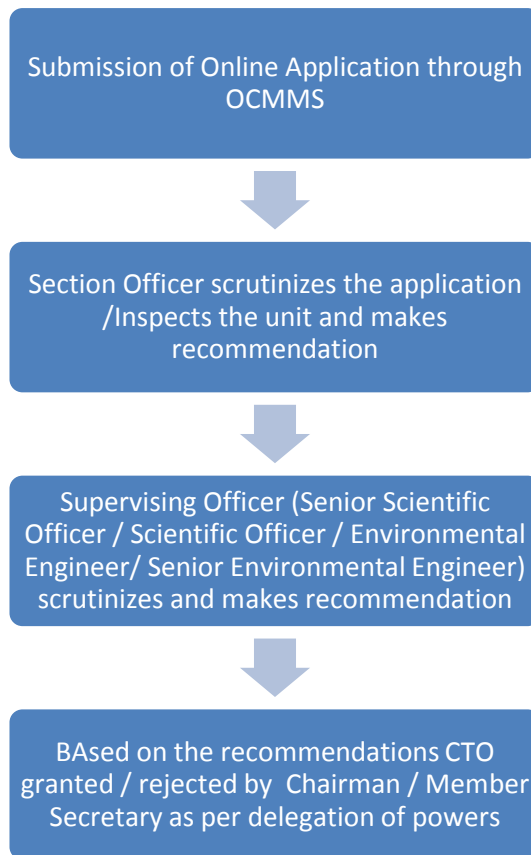 Submission of Online Application through
OCMMS
Section Officer scrutinizes the application
/Inspects the unit and makes
recommendation
Supervising Officer (Senior Scientific
Officer / Scientific Officer / Environmental
Engineer/ Senior Environmental Engineer)
scrutinizes and makes recommendation
BAsed on the recommendations CTO
granted / rejected by Chairman / Member
Secretary as per delegation of powers